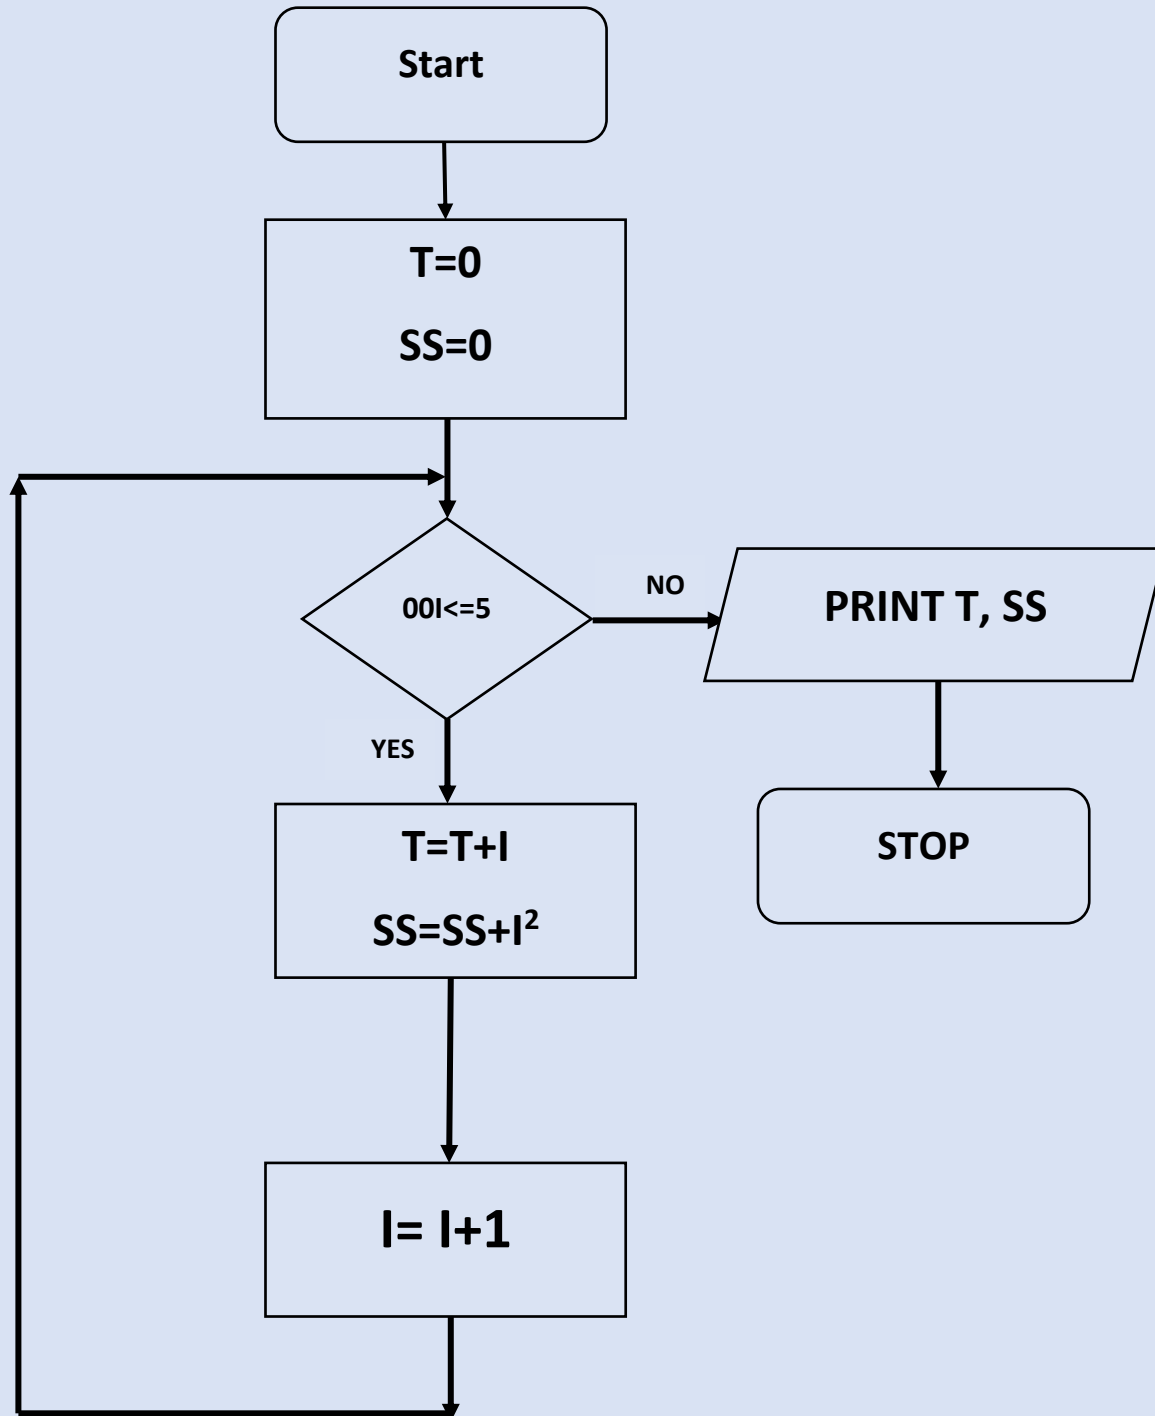 Start
T=0
SS=0
00I<=5
NO
PRINT T, SS
YES
T=T+I
SS=SS+I²
STOP
I= I+1